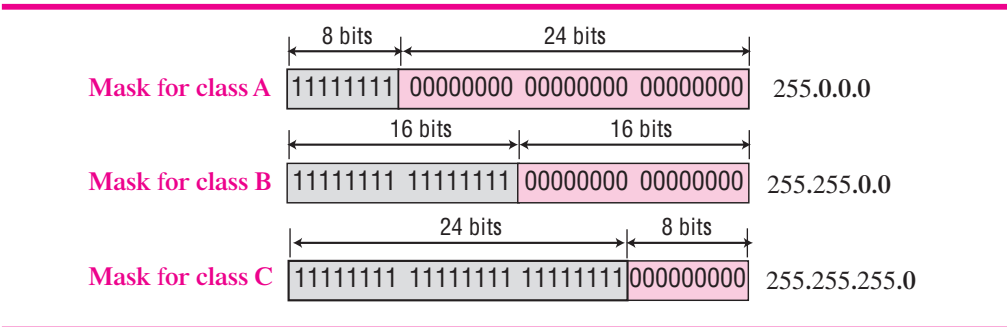 8 bits 24 bits
Mask for class A 11111111 00000000 00000000 00000000 255.0.0.0
16 bits 16 bits
Mask for class B 11111111 11111111 00000000 00000000 255.255.0.0
24 bits 8 bits
Mask for class C 11111111 11111111 11111111 000000000 255.255.255.0